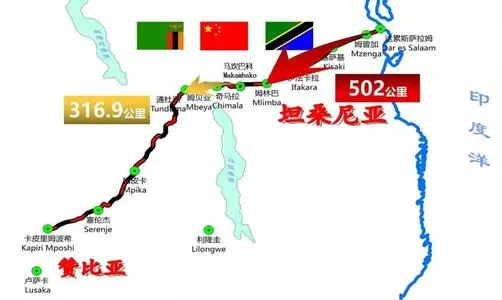 达累斯萨拉姆
Dar es Salaam
姆曾加
Mzenga
基萨基
Kisaki
伊法卡拉
Ifakara
502公里
马坎巴科
Makambako
姆林巴
Mlimba
奇马拉
Chimala
姆贝亚
Mbeya
通杜马
Tunduma
316.9公里
坦桑尼亚
印度洋
姆皮卡
Mpika
塞伦杰
Serenje
卡皮里姆波希
Kapiri Mposhi
利隆圭
Lilongwe
赞比亚
卢萨卡
Lusaka